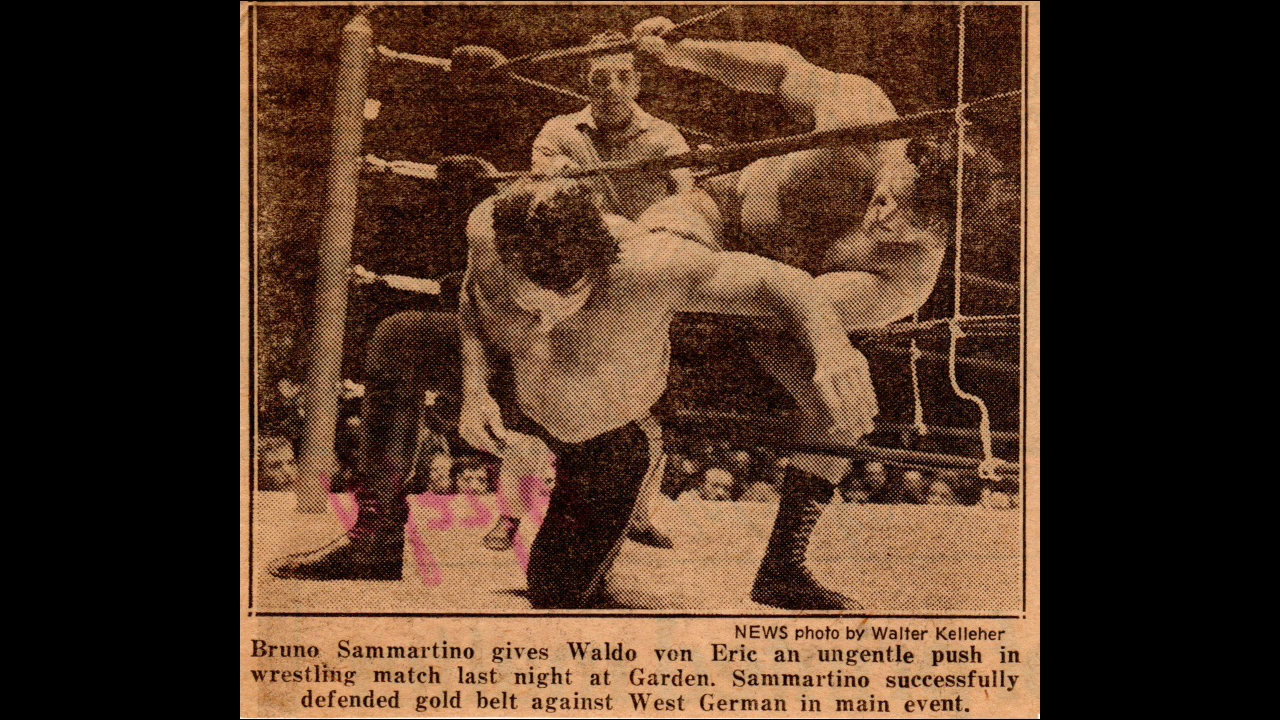 NEWS photo by Walter Kelleher
Bruno Sammartino gives Waldo von Eric an ungentle push in
wrestling match last night at Garden. Sammartino successfully
defended gold belt against West German in main event.